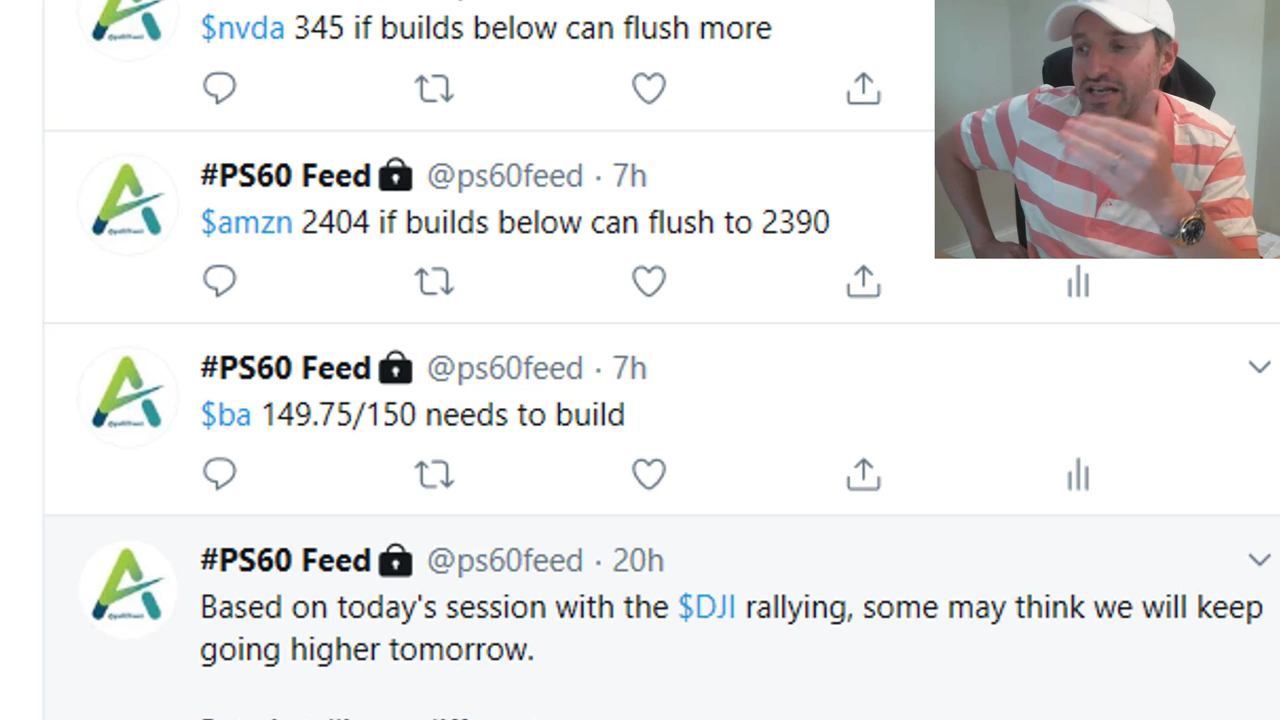 $nvda 345 if builds below can flush more
#PS60 Feed @ps60feed · 7h
$amzn 2404 if builds below can flush to 2390
#PS60 Feed @ps60feed · 7h
$ba 149.75/150 needs to build
#PS60 Feed @ps60feed · 20h
Based on today's session with the $DJI rallying, some may think we will keep
going higher tomorrow.